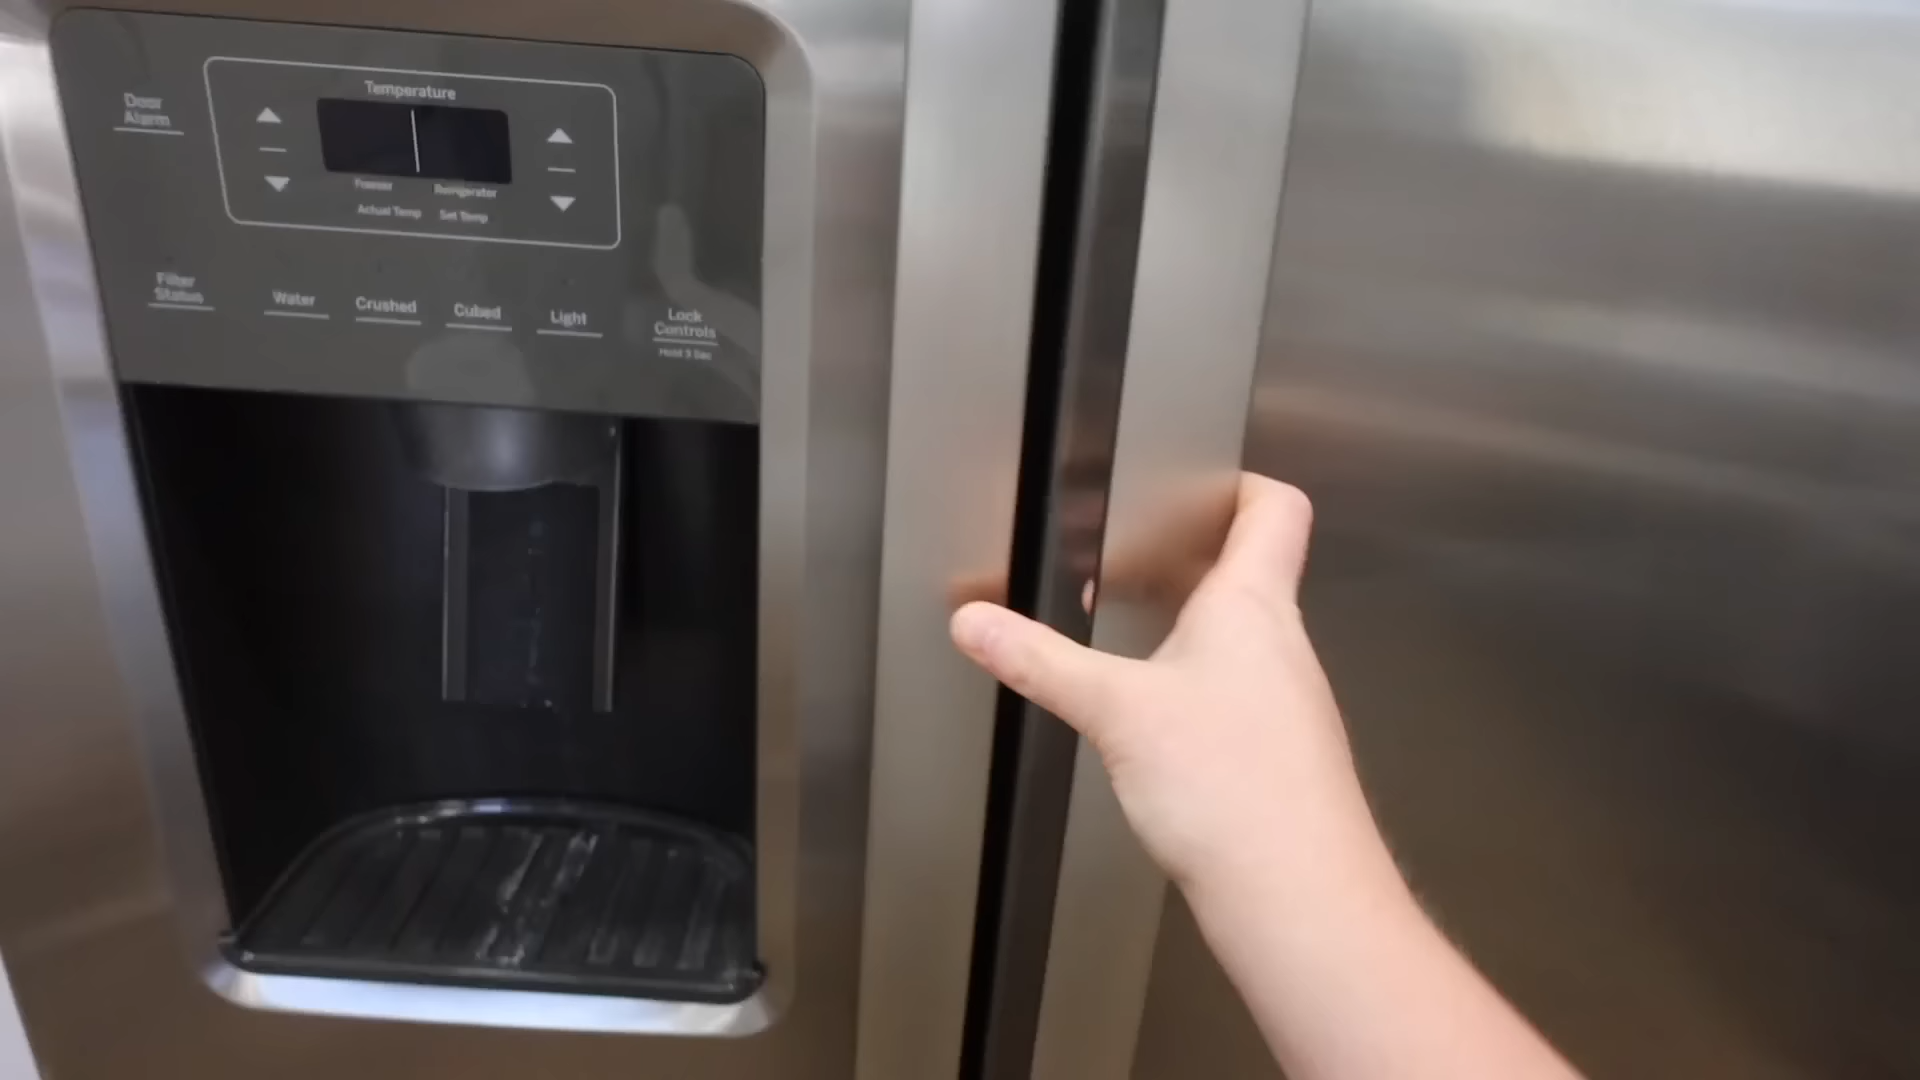 Temperature
Door
Alarm
Freezer
Refrigerator
Actual Temp
Set Temp
Filter
Status
Water
Crushed
Cubed
Light
Lock
Controls
Hold 3 Sec